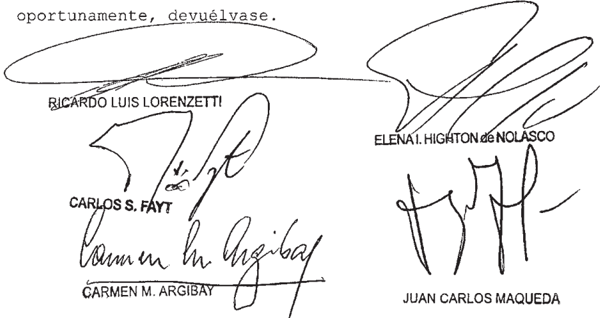 oportunamente, devuélvase.
RICARDO LUIS LORENZETTI
ELENA I. HIGHTON de NOLASCO
CARLOS S. FAYT
Carmen M. Argibay
CARMEN M. ARGIBAY
JUAN CARLOS MAQUEDA